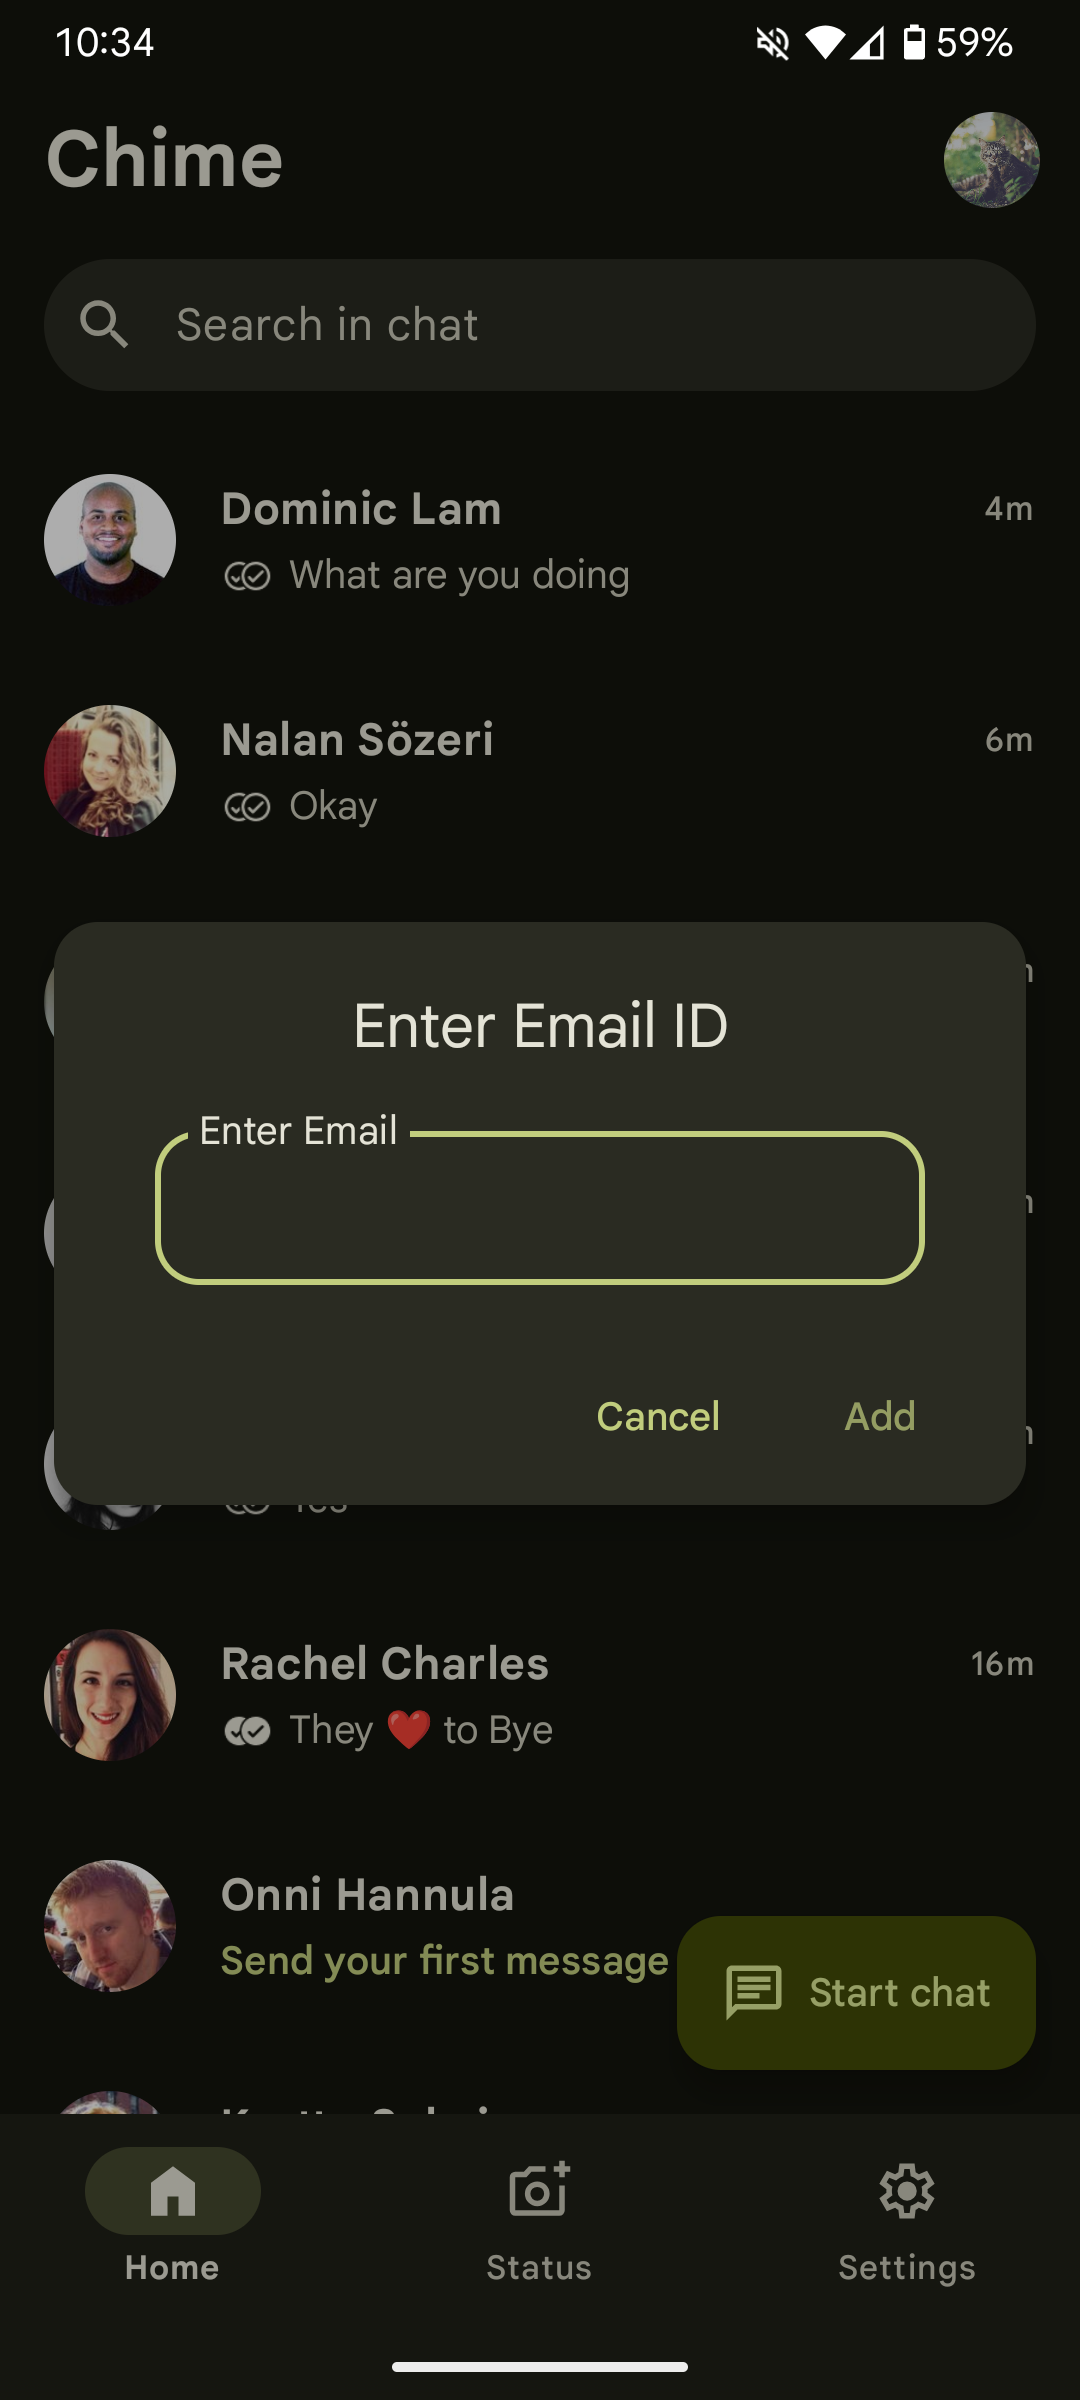 10:34
59%
Chime
Search in chat
Dominic Lam
4m
What are you doing
Nalan Sözeri
6m
Okay
Enter Email ID
Enter Email
Cancel
Add
Rachel Charles
16m
They ❤️ to Bye
Onni Hannula
Send your first message
Start chat
Home
Status
Settings